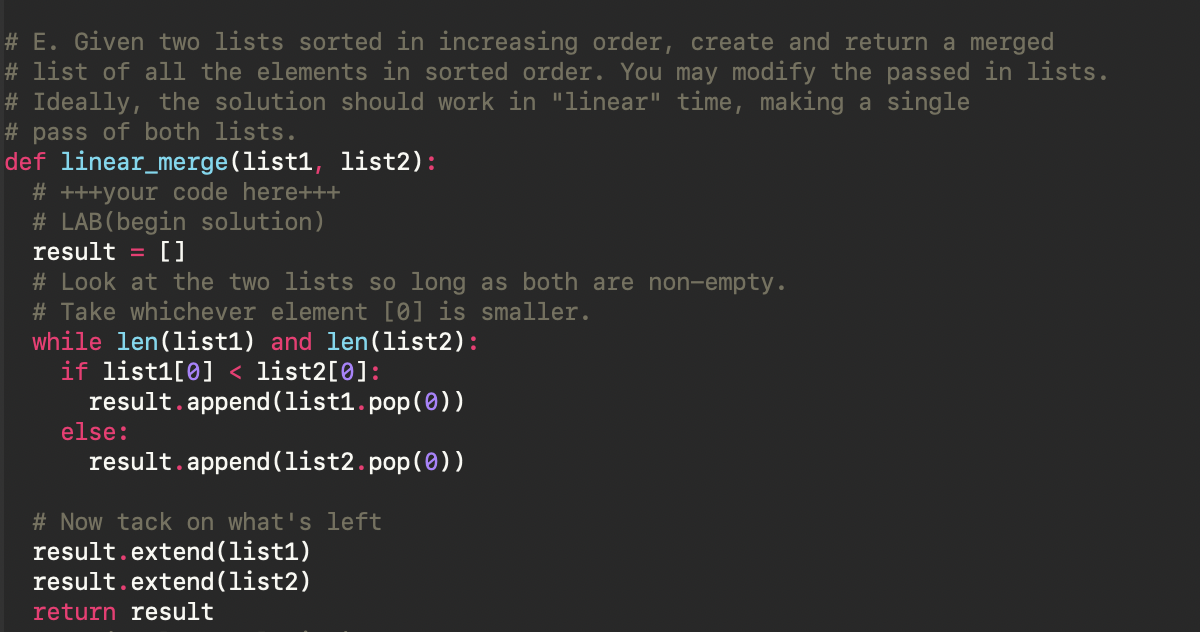 # E. Given two lists sorted in increasing order, create and return a merged
# list of all the elements in sorted order. You may modify the passed in lists.
# Ideally, the solution should work in "linear" time, making a single
# pass of both lists.
def linear_merge(list1, list2):
  # +++your code here+++
  # LAB(begin solution)
  result = []
  # Look at the two lists so long as both are non-empty.
  # Take whichever element [0] is smaller.
  while len(list1) and len(list2):
    if list1[0] < list2[0]:
      result.append(list1.pop(0))
    else:
      result.append(list2.pop(0))

  # Now tack on what's left
  result.extend(list1)
  result.extend(list2)
  return result